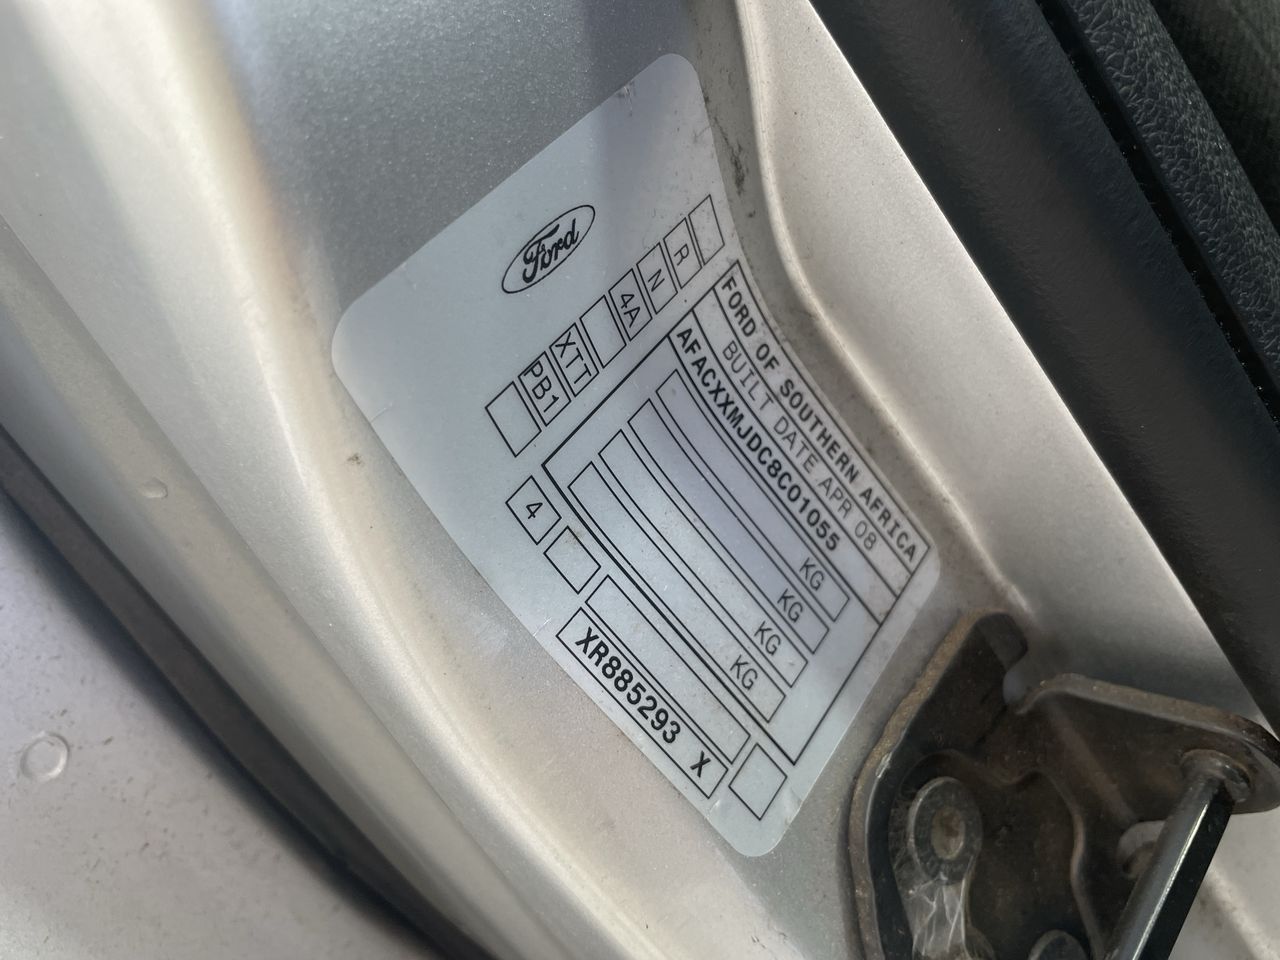 Ford
FORD OF SOUTHERN AFRICA
BUILT DATE APR 08
AFACXXMJDC8C01055
KG
KG
KG
KG
R
N
4A
XTT
PB1
4
XR885293 X